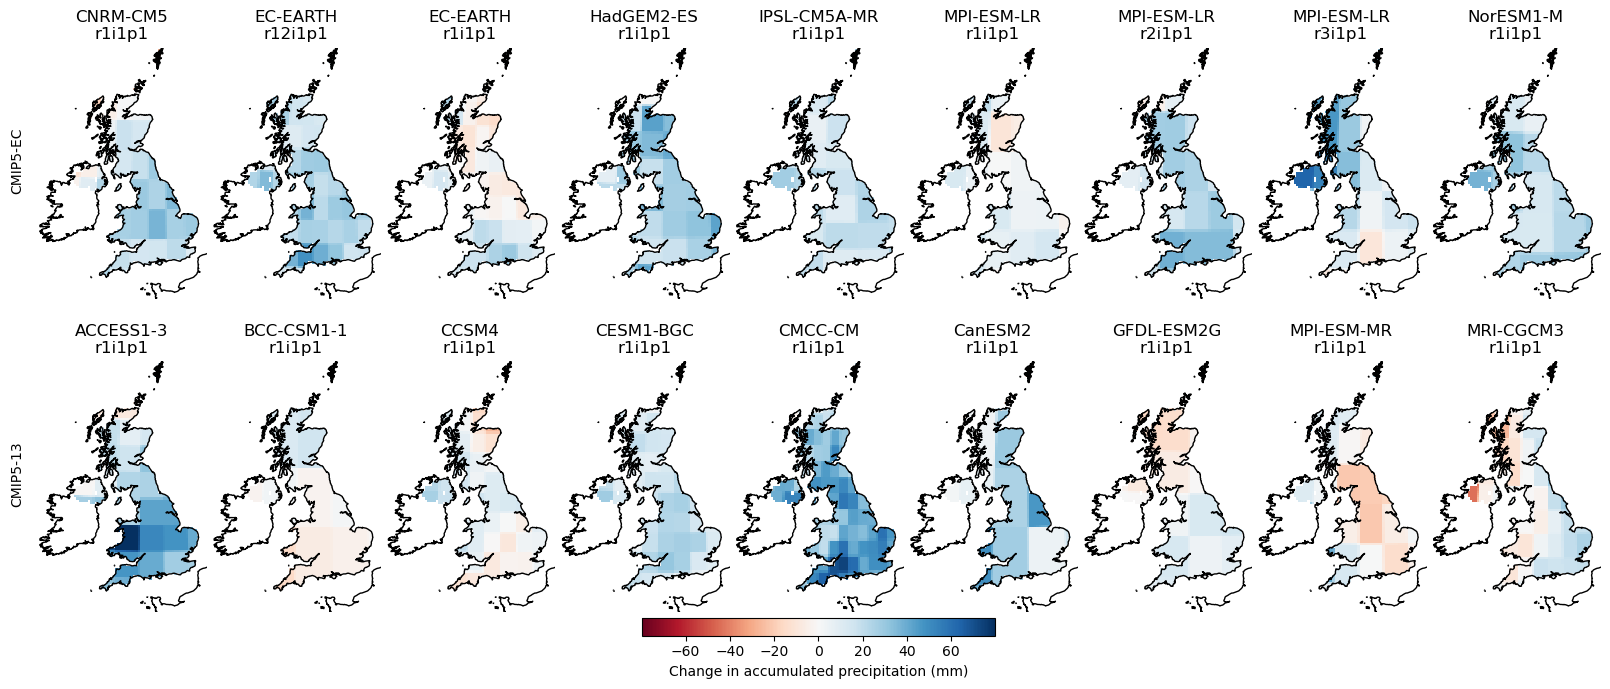 CNRM-CM5 EC-EARTH EC-EARTH HadGEM2-ES IPSL-CM5A-MR MPI-ESM-LR MPI-ESM-LR MPI-ESM-LR NorESM1-M
r1i1p1 r12i1p1 r1i1p1 r1i1p1 r1i1p1 r1i1p1 r2i1p1 r3i1p1 r1i1p1
CMIP5-EC
ACCESS1-3 BCC-CSM1-1 CCSM4 CESM1-BGC CMCC-CM CanESM2 GFDL-ESM2G MPI-ESM-MR MRI-CGCM3
r1i1p1 r1i1p1 r1i1p1 r1i1p1 r1i1p1 r1i1p1 r1i1p1 r1i1p1 r1i1p1
CMIP5-13
−60 −40 −20 0 20 40 60
Change in accumulated precipitation (mm)